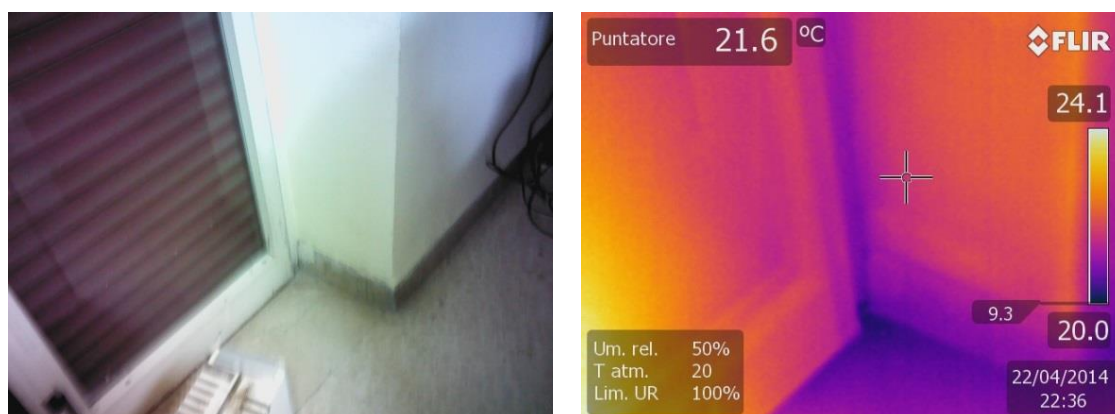 Puntatore 21.6 ºC
FLIR
24.1
9.3
20.0
Um. rel. 50%
T atm. 20
Lim. UR 100%
22/04/2014
22:36